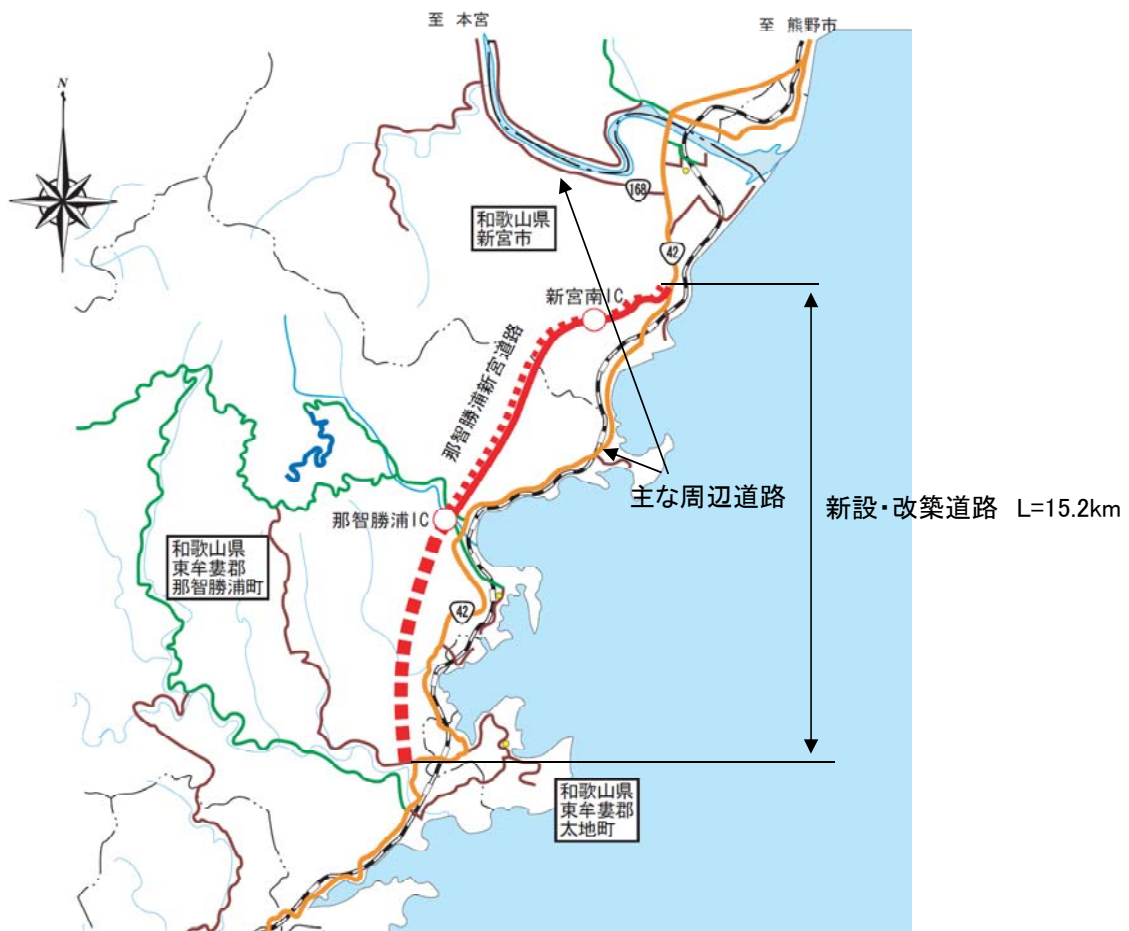 至 本宮
至 熊野市
N
168
和歌山県
新宮市
42
新宮南IC
那智勝浦新宮道路
主な周辺道路
新設・改築道路 L=15.2km
那智勝浦IC
和歌山県
東牟婁郡
那智勝浦町
42
和歌山県
東牟婁郡
太地町